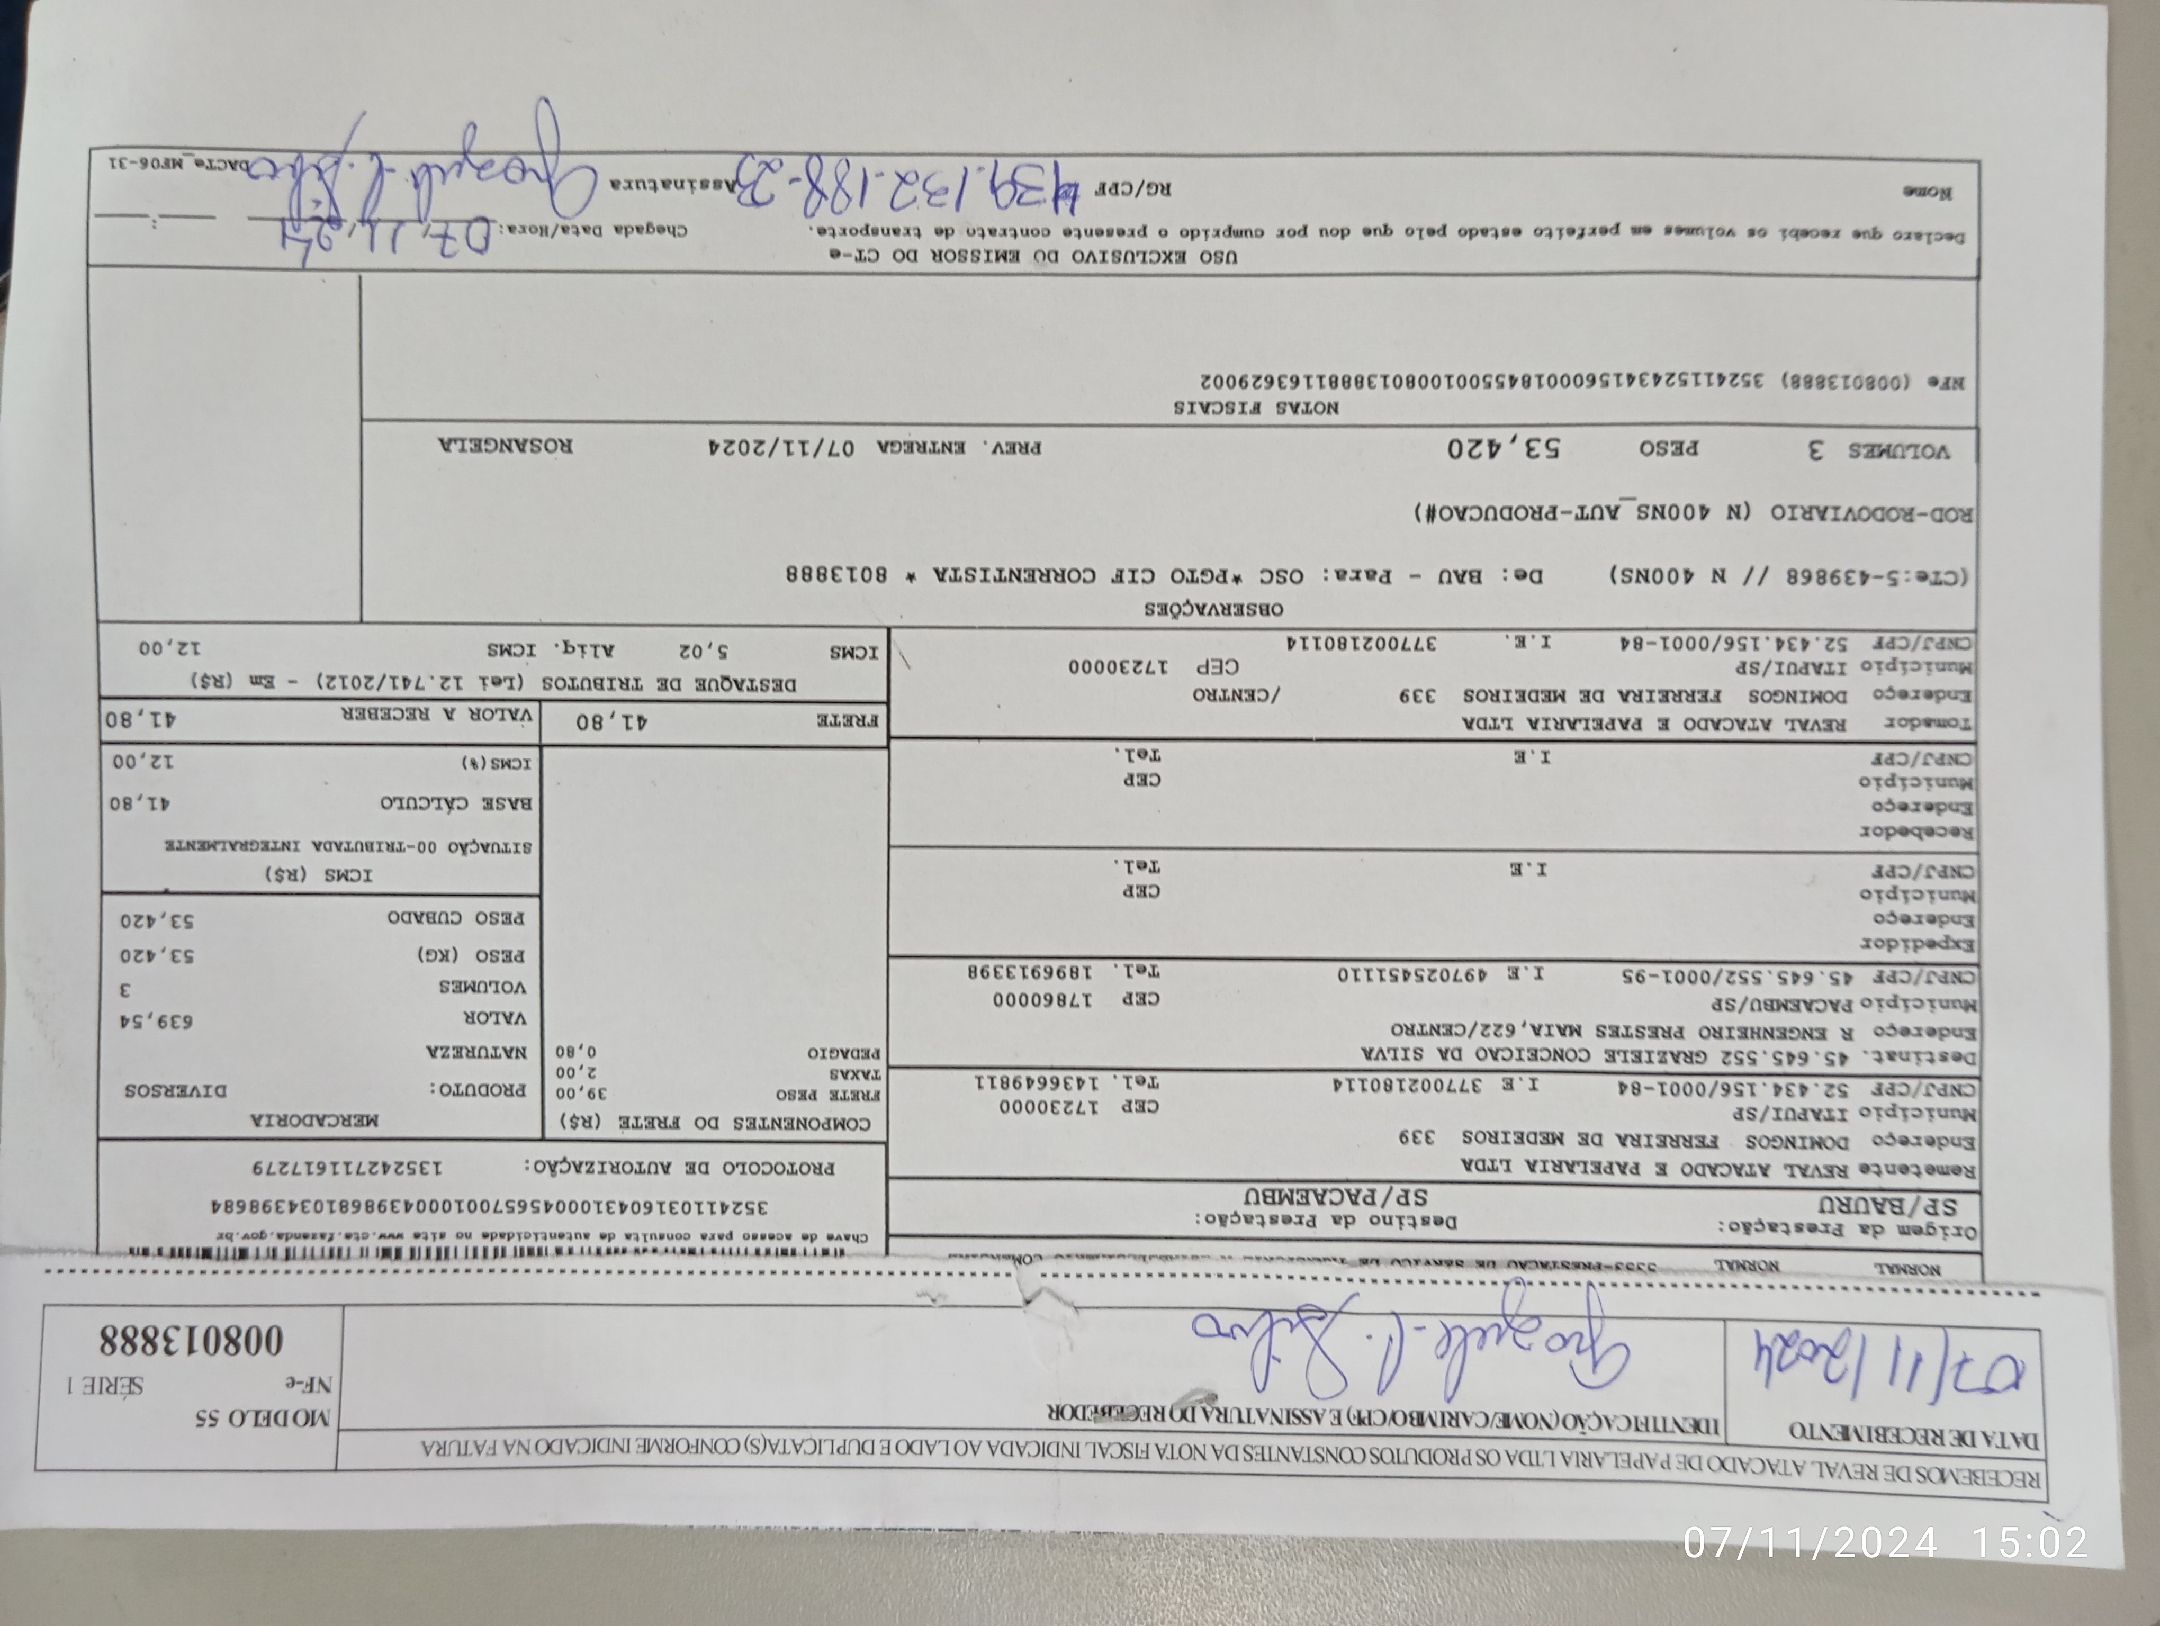 RECEBEMOS DE REVAL ATACADO DE PAPELARIA LTDA OS PRODUTOS CONSTANTES DA NOTA FISCAL INDICADA AO LADO E DUPLICATA(S) CONFORME INDICADO NA FATURA
DATA DE RECEBIMENTO
07/11/2024
IDENTIFICAÇÃO (NOME/CARIMBO/CPF) E ASSINATURA DO RECEBEDOR
MODELO 55
NF-e SÉRIE 1
008013888
NORMAL NORMAL
Origem da Prestação: Destino da Prestação:
SP/BAURU SP/PACAEMBU
Chave de acesso para consulta de autenticidade no site www.cte.fazenda.gov.br
PROTOCOLO DE AUTORIZAÇÃO: 135242711617279
Remetente REVAL ATACADO E PAPELARIA LTDA
Endereço DOMINGOS FERREIRA DE MEDEIROS 339
Município ITAPUI/SP CEP 17230000
CNPJ/CPF 52.434.156/0001-84 I.E 377002180114 Tel. 1436649811
Destinat. 45.645.552 GRAZIELE CONCEICAO DA SILVA
Endereço R ENGENHEIRO PRESTES MAIA,622/CENTRO
Município PACAEMBU/SP CEP 17860000
CNPJ/CPF 45.645.552/0001-95 I.E 497025451110 Tel. 1896913398
Expedidor
Endereço
Município CEP
CNPJ/CPF I.E Tel.
Recebedor
Endereço
Município CEP
CNPJ/CPF I.E Tel.
Tomador REVAL ATACADO E PAPELARIA LTDA
Endereço DOMINGOS FERREIRA DE MEDEIROS 339 /CENTRO
Município ITAPUI/SP CEP 17230000
CNPJ/CPF 52.434.156/0001-84 I.E. 377002180114
COMPONENTES DO FRETE (R$)
FRETE PESO 39,00
TAXAS 2,00
PEDAGIO 0,80
MERCADORIA
PRODUTO: DIVERSOS
NATUREZA
VALOR 639,54
VOLUMES 3
PESO (KG) 53,420
PESO CUBADO 53,420
ICMS (R$)
SITUAÇÃO 00-TRIBUTADA INTEGRALMENTE
BASE CÁLCULO 41,80
ICMS(%) 12,00
FRETE 41,80 VALOR A RECEBER 41,80
DESTAQUE DE TRIBUTOS (Lei 12.741/2012) - Em (R$)
ICMS 5,02 Aliq. ICMS 12,00
OBSERVAÇÕES
(CTe:5-439868 // N 400NS) De: BAU - Para: OSC *PGTO CIF CORRENTISTA * 8013888
ROD-RODOVIARIO (N 400NS_AUT-PRODUCAO#)
VOLUMES 3 PESO 53,420 PREV. ENTREGA 07/11/2024 ROSANGELA
NOTAS FISCAIS
NFe (008013888) 35241152434156000184550010080138881163629002
USO EXCLUSIVO DO EMISSOR DO CT-e
Declaro que recebi os volumes em perfeito estado pelo que dou por cumprido o presente contrato de transporte. Chegada Data/Hora: 07/11/24
Nome RG/CPF 439.132.188-23 Assinatura DACTe_MF06-31
07/11/2024 15:02